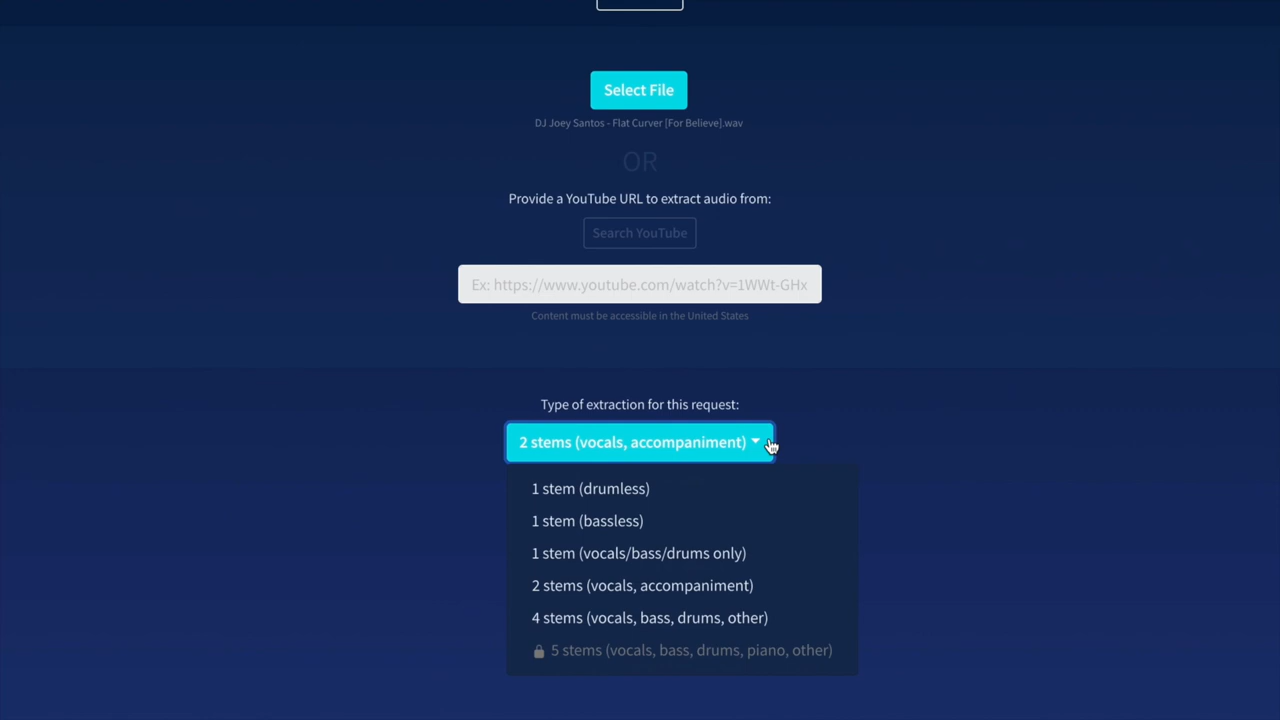 Select File
DJ Joey Santos - Flat Curver [For Believe].wav
OR
Provide a YouTube URL to extract audio from:
Search YouTube
Ex: https://www.youtube.com/watch?v=1WWt-GHx
Content must be accessible in the United States
Type of extraction for this request:
2 stems (vocals, accompaniment)
1 stem (drumless)
1 stem (bassless)
1 stem (vocals/bass/drums only)
2 stems (vocals, accompaniment)
4 stems (vocals, bass, drums, other)
5 stems (vocals, bass, drums, piano, other)